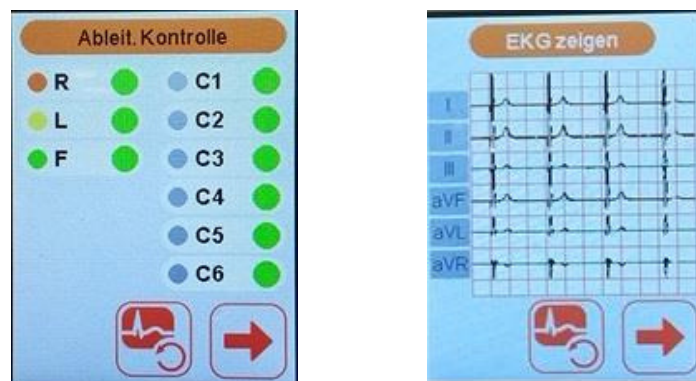 Ableit. Kontrolle
R
C1
L
C2
F
C3
C4
C5
C6
EKG zeigen
I
II
III
aVF
aVL
aVR